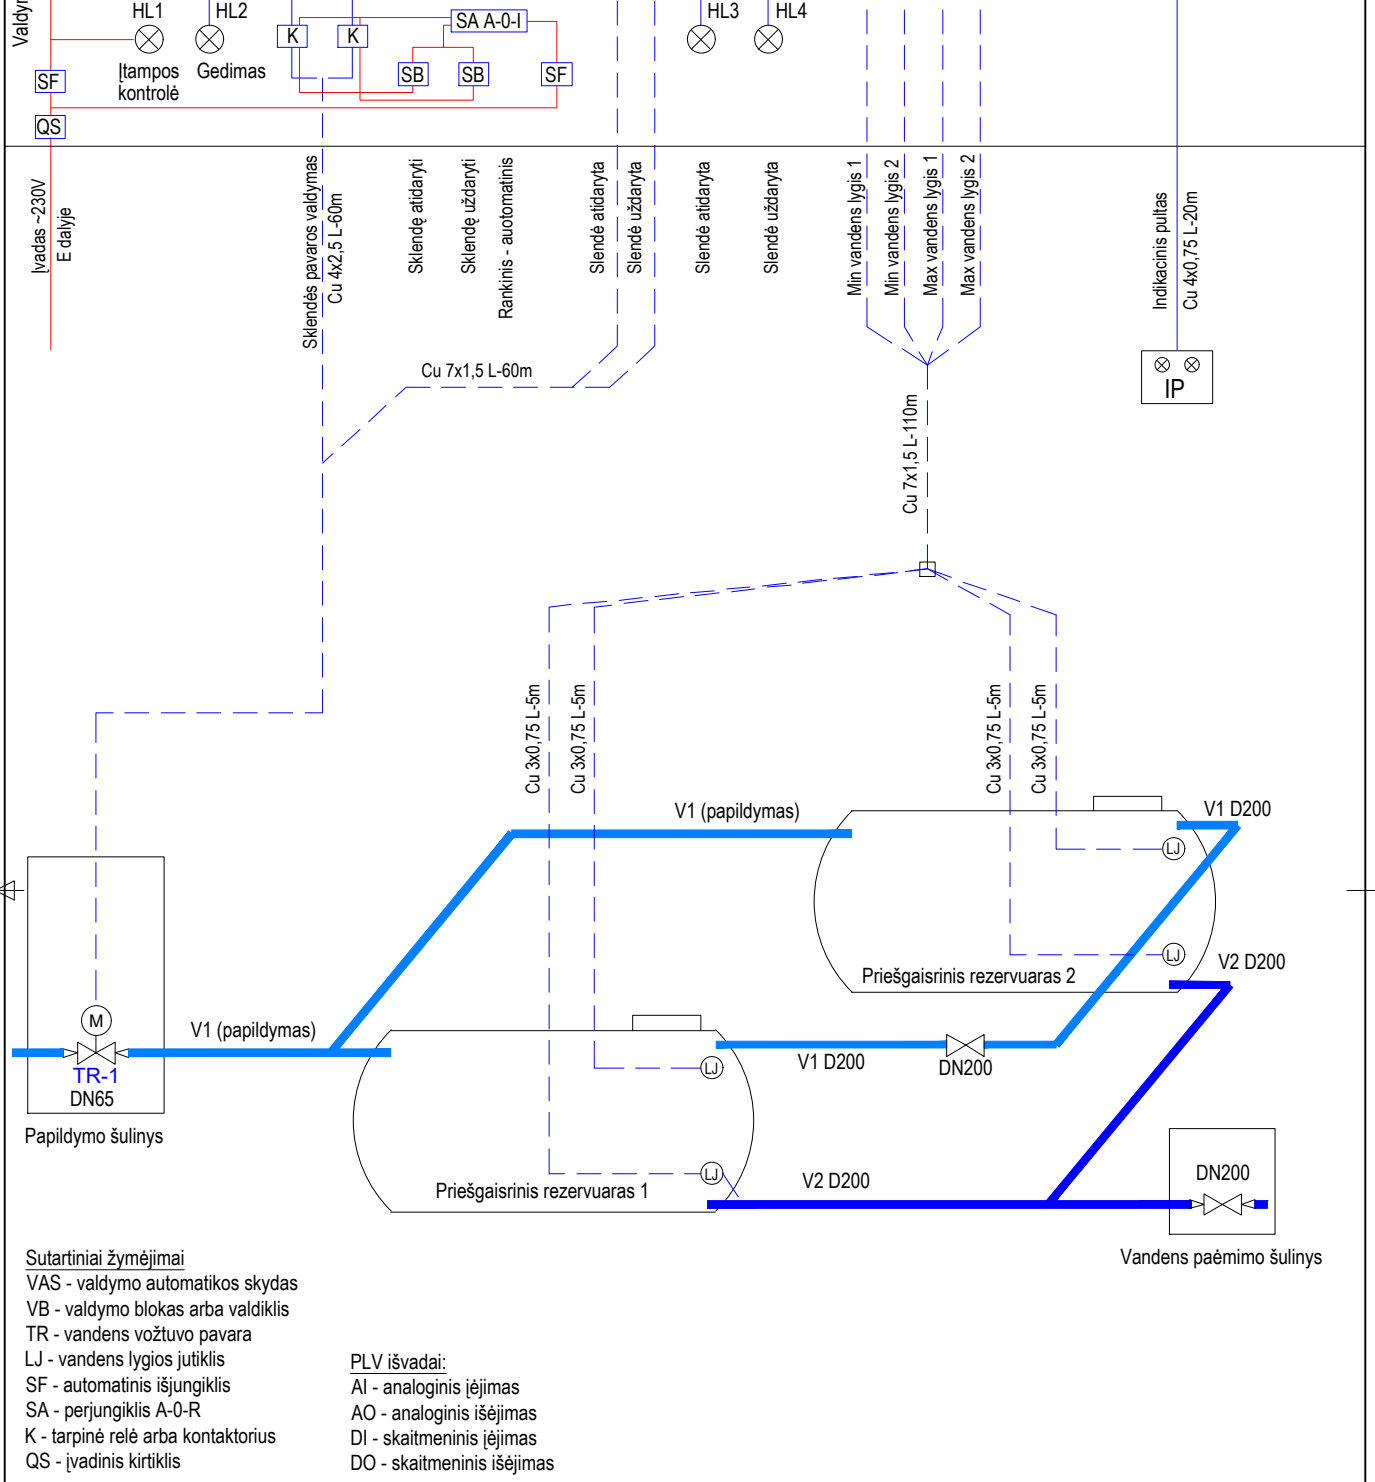 Valdy
HL1
HL2
HL3
HL4
K
K
SA A-0-I
SF
Įtampos
kontrolė
Gedimas
SB
SB
SF
QS
Įvadas ~230V
E dalyje
Sklendės pavaros valdymas
Cu 4x2,5 L-60m
Sklendę atidaryti
Sklendę uždaryti
Rankinis - auotomatinis
Slendė atidaryta
Slendė uždaryta
Slendė atidaryta
Slendė uždaryta
Min vandens lygis 1
Min vandens lygis 2
Max vandens lygis 1
Max vandens lygis 2
Indikacinis pultas
Cu 4x0,75 L-20m
IP
Cu 7x1,5 L-60m
Cu 7x1,5 L-110m
Cu 3x0,75 L-5m
Cu 3x0,75 L-5m
Cu 3x0,75 L-5m
Cu 3x0,75 L-5m
V1 (papildymas)
V1 D200
LJ
LJ
Priešgaisrinis rezervuaras 2
V2 D200
M
V1 (papildymas)
TR-1
DN65
Papildymo šulinys
LJ
V1 D200
DN200
LJ
Priešgaisrinis rezervuaras 1
V2 D200
DN200
Vandens paėmimo šulinys
Sutartiniai žymėjimai
VAS - valdymo automatikos skydas
VB - valdymo blokas arba valdiklis
TR - vandens vožtuvo pavara
LJ - vandens lygios jutiklis
SF - automatinis išjungiklis
SA - perjungiklis A-0-R
K - tarpinė relė arba kontaktorius
QS - įvadinis kirtiklis
PLV išvadai:
AI - analoginis įėjimas
AO - analoginis išėjimas
DI - skaitmeninis įėjimas
DO - skaitmeninis išėjimas